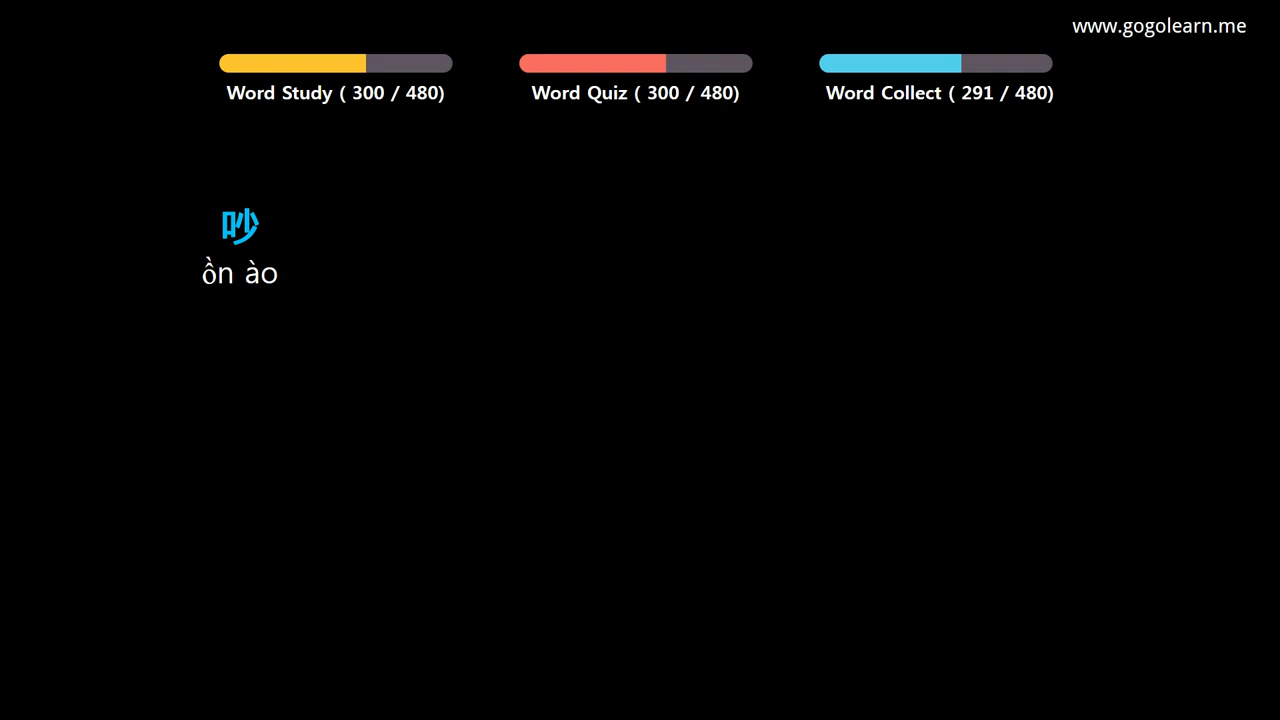 www.gogolearn.me
Word Study ( 300 / 480)
Word Quiz ( 300 / 480)
Word Collect ( 291 / 480)
吵
ồn ào